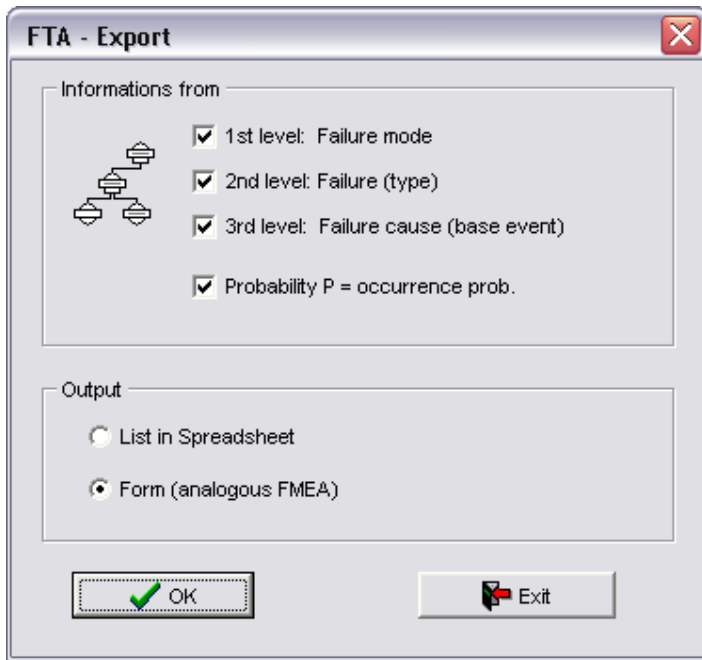 FTA - Export
Informations from
1st level: Failure mode
2nd level: Failure (type)
3rd level: Failure cause (base event)
Probability P = occurrence prob.
Output
List in Spreadsheet
Form (analogous FMEA)
OK
Exit